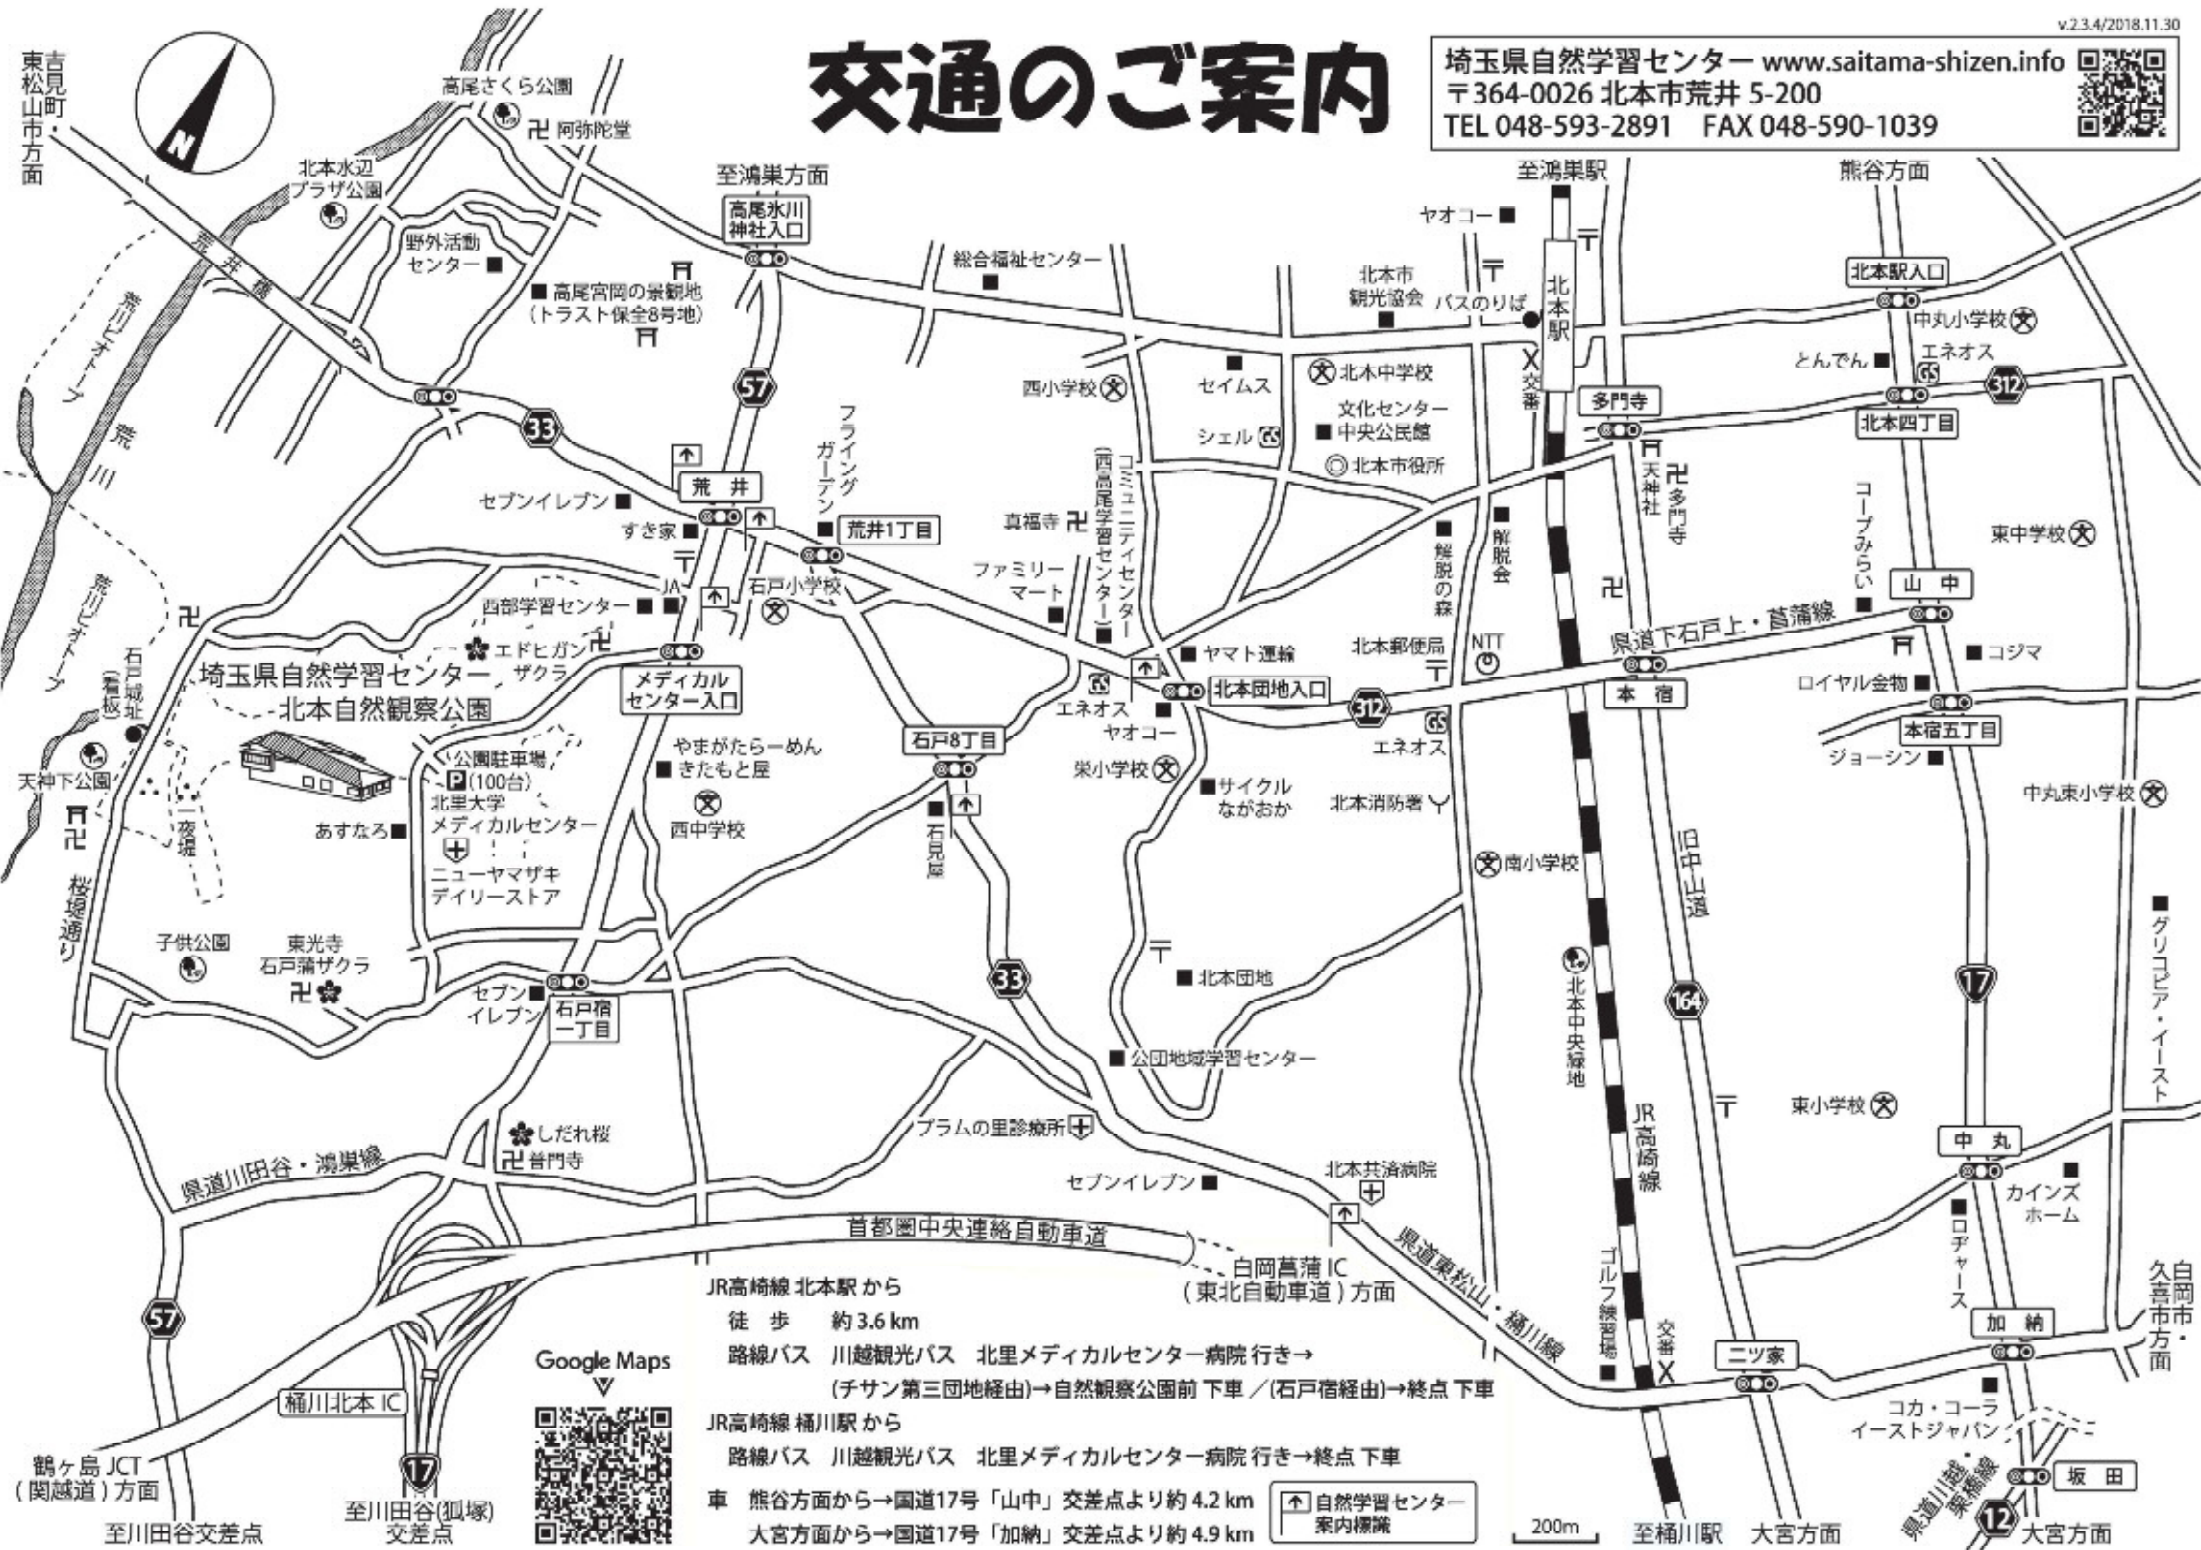 v.2.3.4/2018.11.30
交通のご案内
埼玉県自然学習センター www.saitama-shizen.info
〒364-0026 北本市荒井 5-200
TEL 048-593-2891 FAX 048-590-1039
吉見町・
東松山市方面
N
高尾さくら公園
阿弥陀堂
北本水辺
プラザ公園
荒井橋
野外活動
センター
荒川ビオトープ
荒川
荒川ビオトープ
至鴻巣方面
高尾氷川
神社入口
高尾宮岡の景観地
(トラスト保全8号地)
総合福祉センター
57
33
フライング
ガーデン
荒井
セブンイレブン
すき家
荒井1丁目
石戸小学校
JA
西部学習センター
エドヒガン
ザクラ
メディカル
センター入口
至鴻巣駅
ヤオコー
北本市
観光協会
バスのりば
北本駅
交番
西小学校
セイムス
北本中学校
文化センター
中央公民館
シェル
北本市役所
コミュニティセンター
(西高尾学習センター)
真福寺
ファミリー
マート
解脱の森
解脱会
熊谷方面
北本駅入口
中丸小学校
とんでん
エネオス
312
北本四丁目
多門寺
天神社
多門寺
コープみらい
東中学校
山中
県道下石戸上・菖蒲線
コジマ
ロイヤル金物
本宿五丁目
ジョーシン
本宿
中丸東小学校
北本郵便局
NTT
ヤマト運輸
北本団地入口
312
エネオス
エネオス
ヤオコー
栄小学校
サイクル
ながおか
北本消防署
南小学校
石戸8丁目
石見屋
埼玉県自然学習センター
北本自然観察公園
石戸城址
(看板)
天神下公園
一夜堤
桜堤通り
公園駐車場
P(100台)
北里大学
メディカルセンター
あすなろ
ニューヤマザキ
デイリーストア
やまがたらーめん
きたもと屋
西中学校
子供公園
東光寺
石戸蒲ザクラ
セブン
イレブン
石戸宿
一丁目
33
北本団地
公団地域学習センター
プラムの里診療所
しだれ桜
普門寺
県道川田谷・鴻巣線
セブンイレブン
北本共済病院
首都圏中央連絡自動車道
白岡菖蒲 IC
(東北自動車道) 方面
県道東松山・桶川線
旧中山道
164
17
グリコピア・イースト
北本中央緑地
JR高崎線
東小学校
中丸
カインズ
ホーム
ロヂャース
白岡市・
久喜市方面
加納
ゴルフ練習場
交番
二ツ家
コカ・コーラ
イーストジャパン
県道川越・
栗橋線
坂田
12
大宮方面
至桶川駅
大宮方面
200m
57
桶川北本 IC
鶴ヶ島 JCT
(関越道) 方面
至川田谷交差点
17
至川田谷(狐塚)
交差点
Google Maps
JR高崎線 北本駅 から
徒歩 約 3.6 km
路線バス 川越観光バス 北里メディカルセンター病院 行き→
(チサン第三団地経由)→自然観察公園前 下車 ／(石戸宿経由)→終点 下車
JR高崎線 桶川駅 から
路線バス 川越観光バス 北里メディカルセンター病院 行き→終点 下車
車 熊谷方面から→国道17号「山中」交差点より約 4.2 km
大宮方面から→国道17号「加納」交差点より約 4.9 km
自然学習センター
案内標識